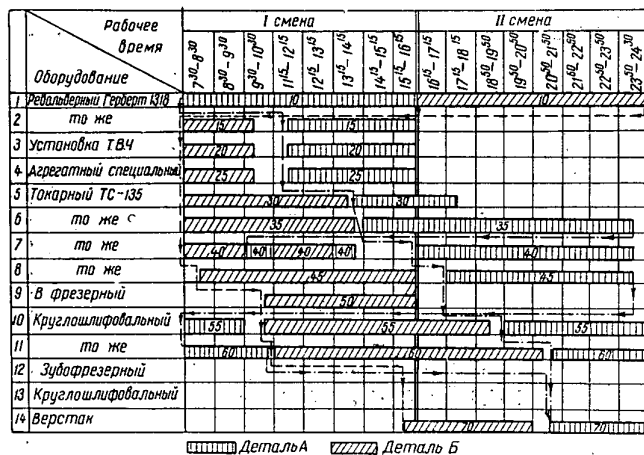 Рабочее время
Оборудование
I смена
II смена
7³⁰-8³⁰
8³⁰-9³⁰
9³⁰-10³⁰
11¹⁵-12¹⁵
12¹⁵-13¹⁵
13¹⁵-14¹⁵
14¹⁵-15¹⁵
15¹⁵-16¹⁵
16¹⁵-17¹⁵
17¹⁵-18¹⁵
18⁵⁰-19⁵⁰
19⁵⁰-20⁵⁰
20⁵⁰-21⁵⁰
21⁵⁰-22⁵⁰
22⁵⁰-23⁵⁰
23⁵⁰-24³⁰
1 Револьверный Герберт 1318 10 10
2 то же 15 15
3 Установка ТВЧ 20 20
4 Агрегатный специальный 25 25
5 Токарный ТС-135 30 30
6 то же 35 35
7 то же 40 40 40 40 40
8 то же 45 45
9 В фрезерный 50
10 Круглошлифовальный 55 55 55
11 то же 60 60 60
12 Зубофрезерный
13 Круглошлифовальный
14 Верстак 70 70
Деталь А Деталь Б